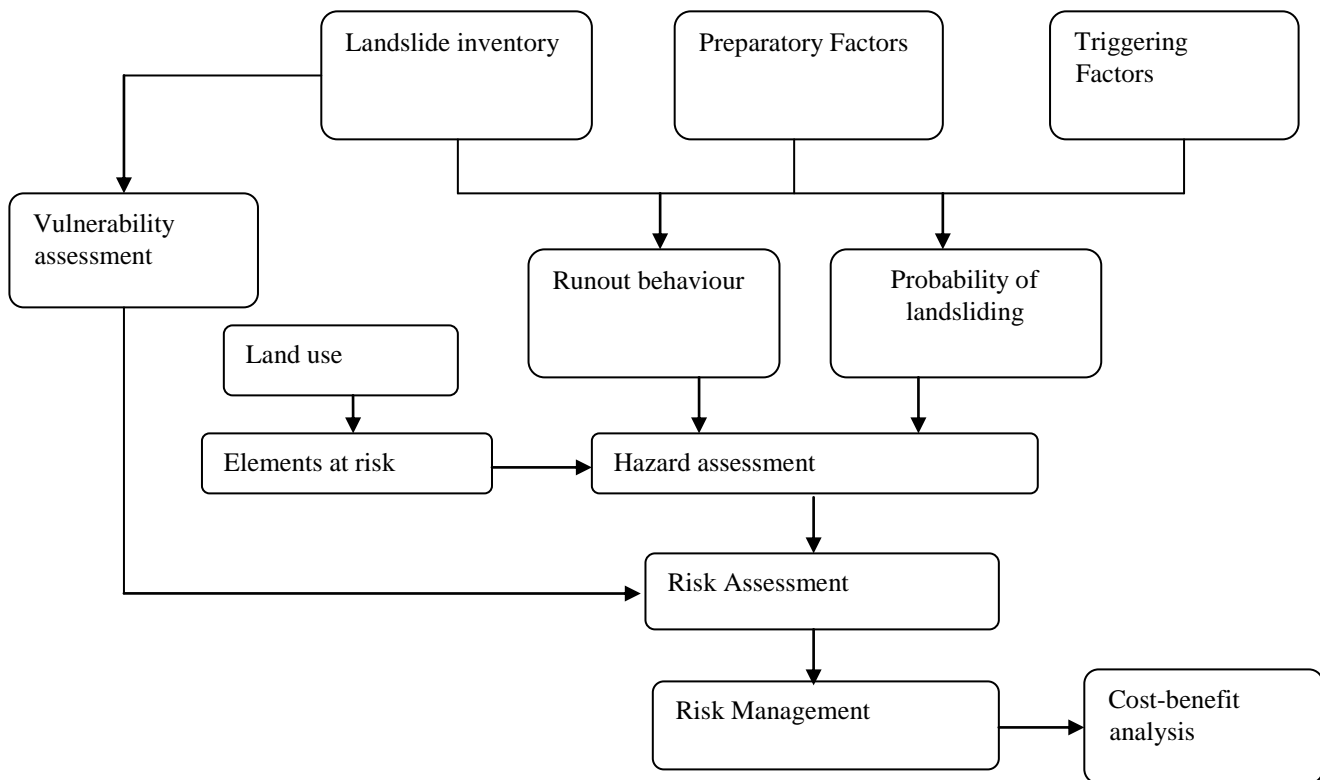 Landslide inventory
Preparatory Factors
Triggering
Factors
Vulnerability
assessment
Runout behaviour
Probability of
landsliding
Land use
Elements at risk
Hazard assessment
Risk Assessment
Risk Management
Cost-benefit
analysis